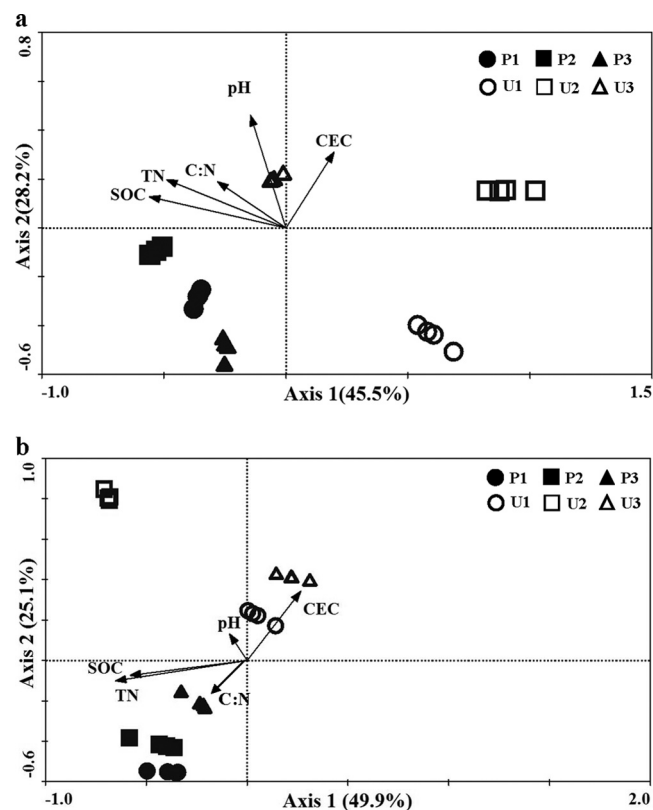 a
0.8
P1 P2 P3
U1 U2 U3
pH
CEC
C:N
TN
SOC
Axis 2(28.2%)
-0.6
-1.0 Axis 1(45.5%) 1.5
b
1.0
P1 P2 P3
U1 U2 U3
CEC
pH
SOC
TN
C:N
Axis 2 (25.1%)
-0.6
-1.0 Axis 1 (49.9%) 2.0